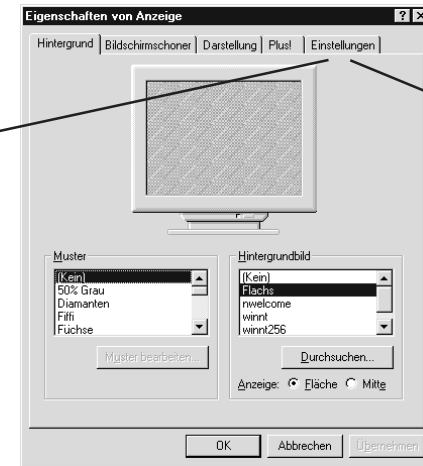 Eigenschaften von Anzeige
Hintergrund Bildschirmschoner Darstellung Plus! Einstellungen
Muster
(Kein)
50% Grau
Diamanten
Fiffi
Füchse
Muster bearbeiten...
Hintergrundbild
(Kein)
Flachs
nwelcome
winnt
winnt256
Durchsuchen...
Anzeige: Fläche Mitte
OK Abbrechen Übernehmen